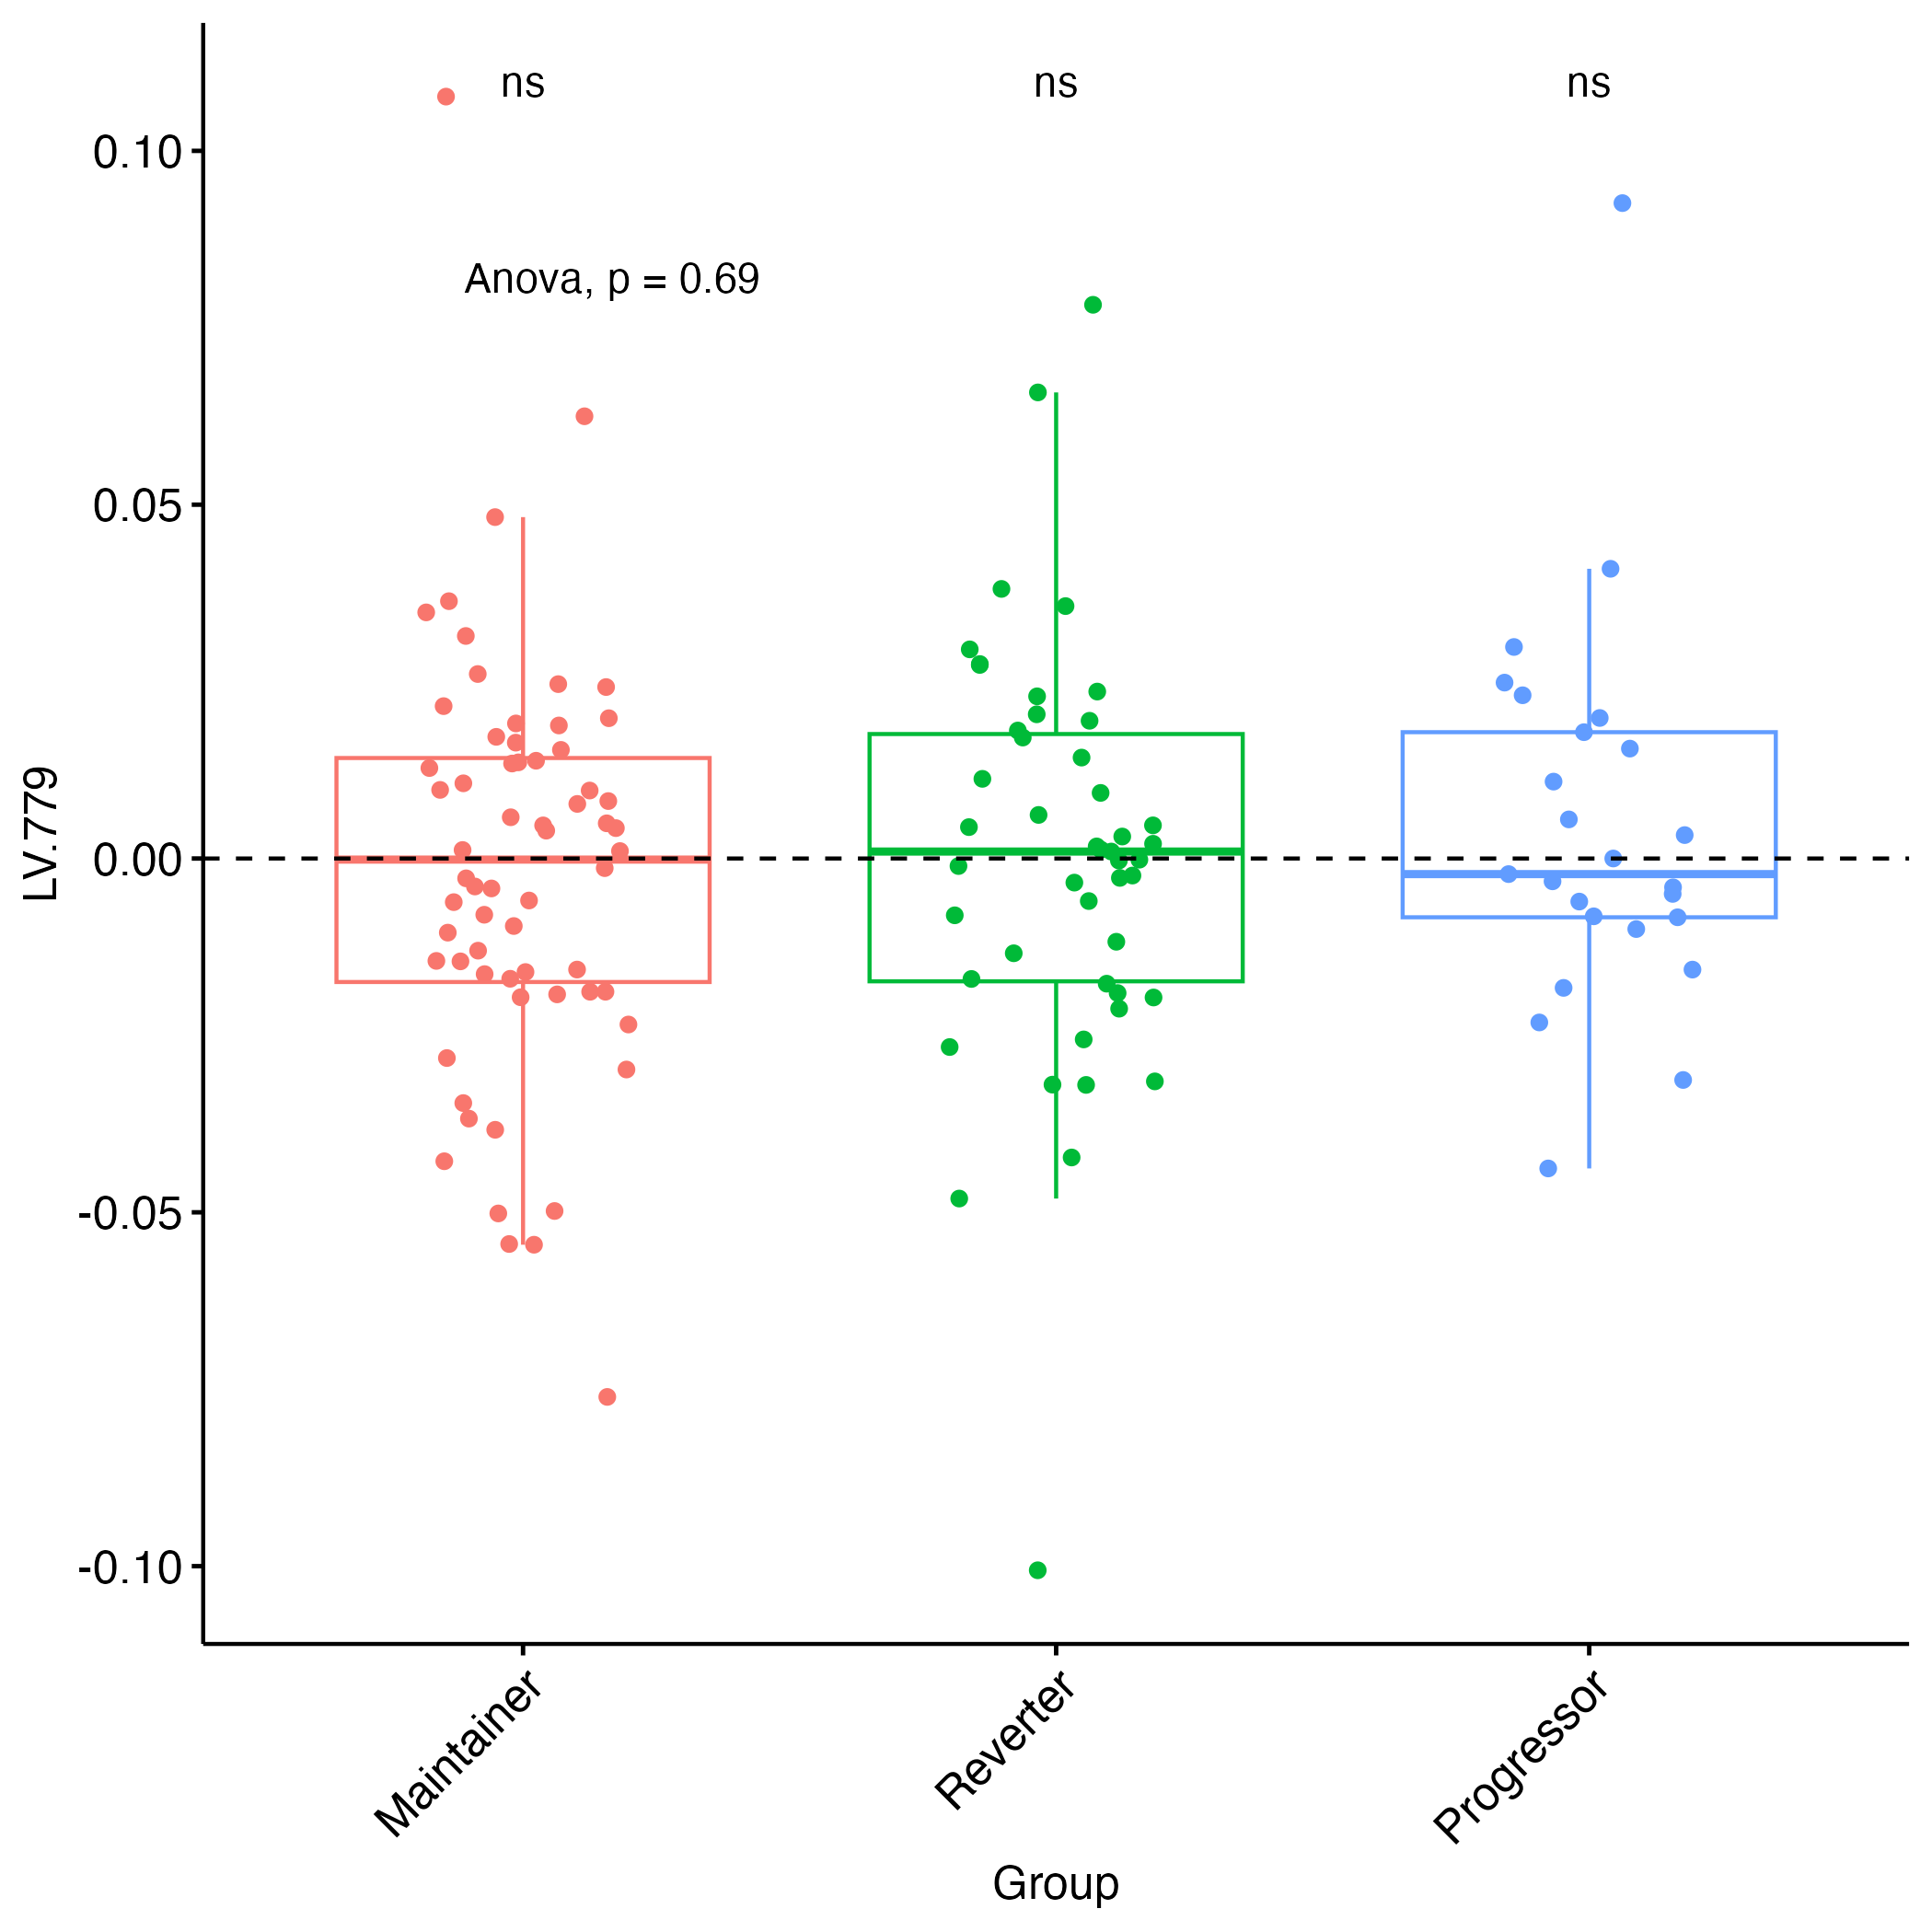 ns ns ns
Anova, p = 0.69
0.10
0.05
0.00
-0.05
-0.10
LV.779
Maintainer
Reverter
Progressor
Group